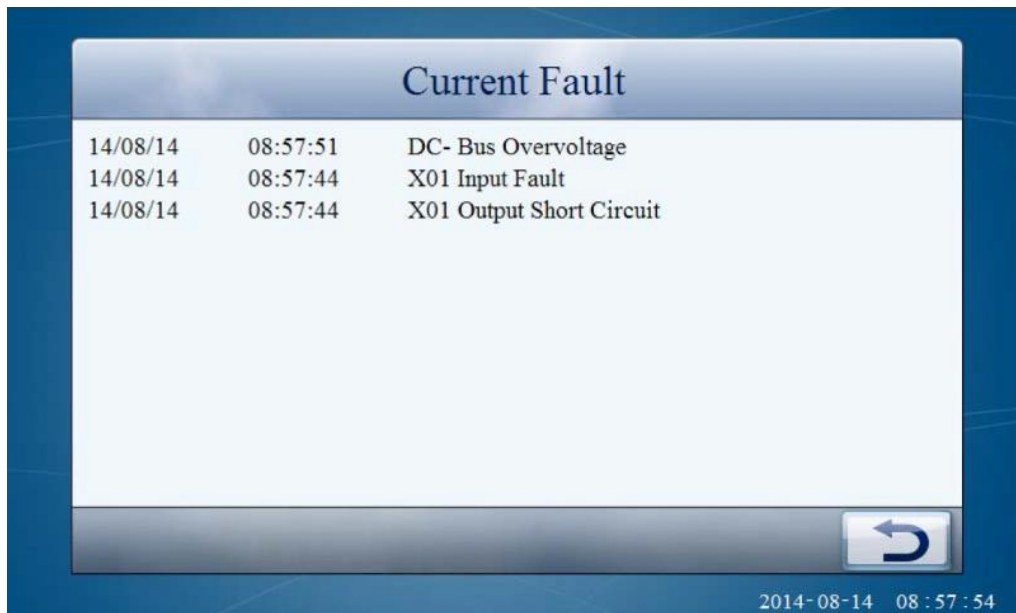 Current Fault
14/08/14 08:57:51 DC- Bus Overvoltage
14/08/14 08:57:44 X01 Input Fault
14/08/14 08:57:44 X01 Output Short Circuit
2014-08-14 08:57:54